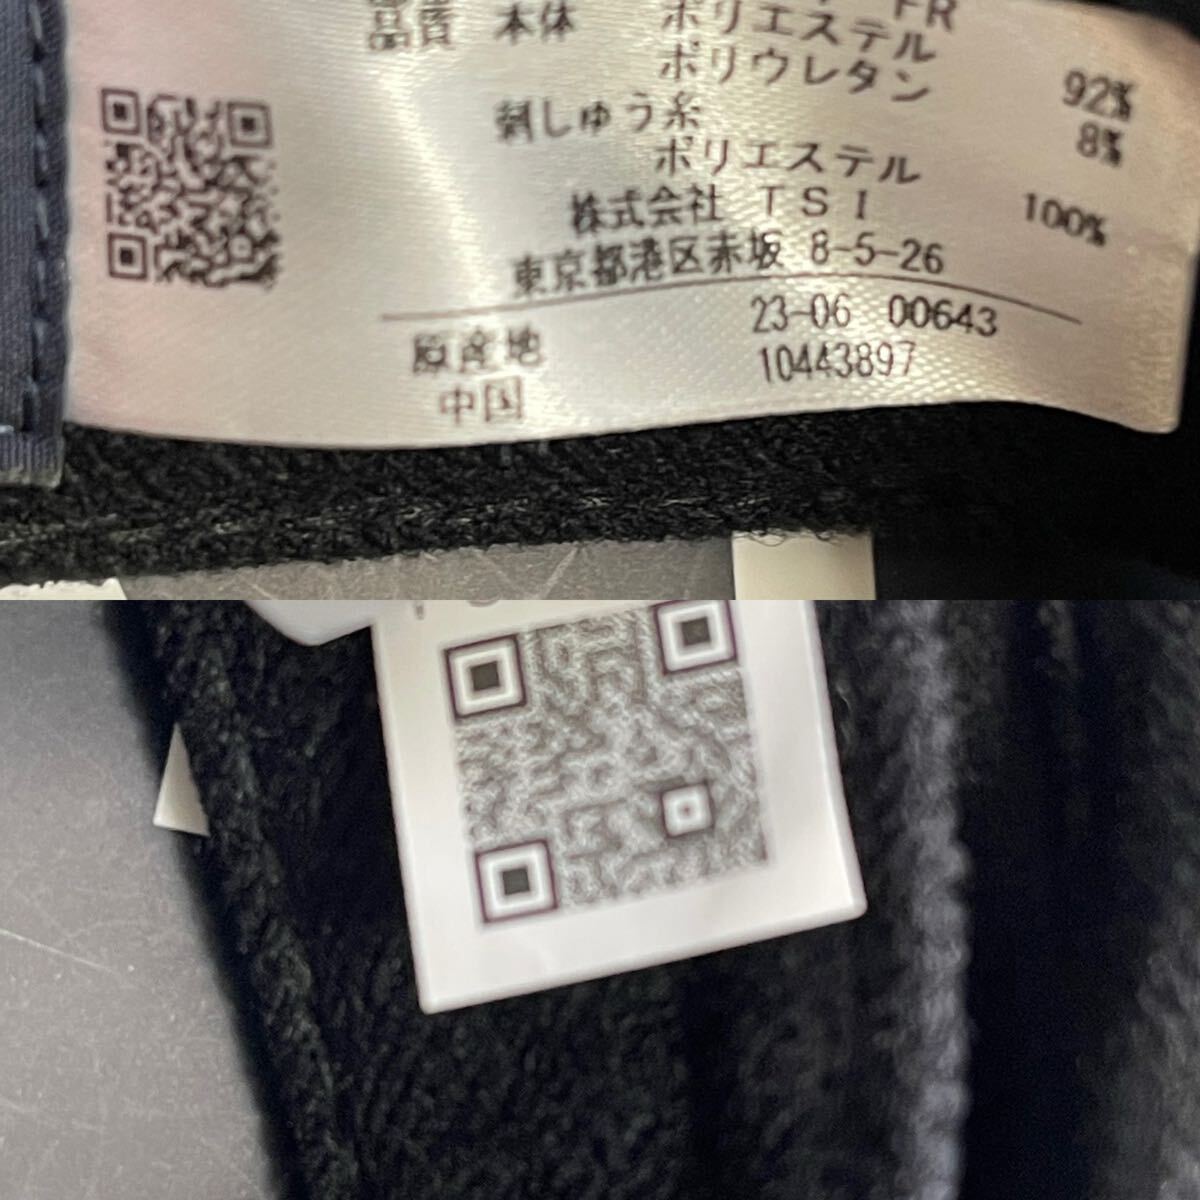 FR
品質 本体 ポリエステル 92%
ポリウレタン 8%
刺しゅう糸
ポリエステル 100%
株式会社 TSI
東京都港区赤坂 8-5-26
原産地 23-06 00643
中国 10443897